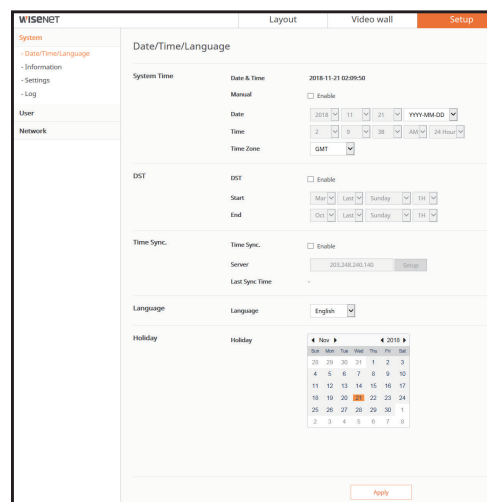 WISENET Layout Video wall Setup
System
- Date/Time/Language
- Information
- Settings
- Log
User
Network
Date/Time/Language
System Time
Date & Time 2018-11-21 02:09:50
Manual Enable
Date 2018 11 21 YYYY-MM-DD
Time 2 9 38 AM 24 Hour
Time Zone GMT
DST
DST Enable
Start Mar Last Sunday 1H
End Oct Last Sunday 1H
Time Sync.
Time Sync. Enable
Server 203.248.240.140 Setup
Last Sync Time -
Language
Language English
Holiday
Holiday
Nov 2018
Sun Mon Tue Wed Thu Fri Sat
28 29 30 31 1 2 3
4 5 6 7 8 9 10
11 12 13 14 15 16 17
18 19 20 21 22 23 24
25 26 27 28 29 30 1
2 3 4 5 6 7 8
Apply